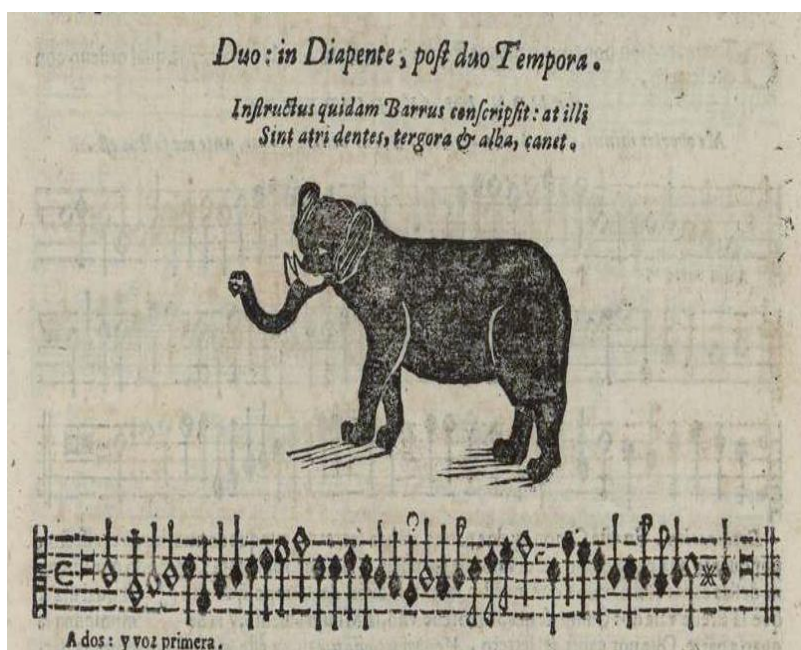 Duo: in Diapente, poſt duo Tempora.
Inſtructus quidam Barrus conſcripſit: at illi
Sint atri dentes, tergora & alba, canet.
A dos: y voz primera.